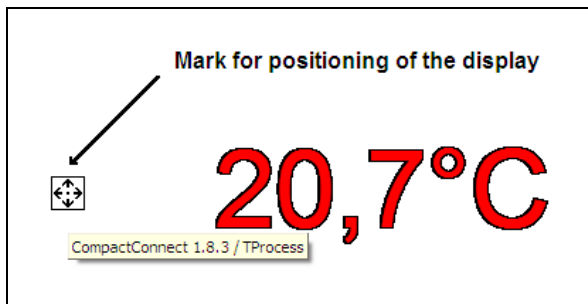 Mark for positioning of the display
20,7°C
CompactConnect 1.8.3 / TProcess